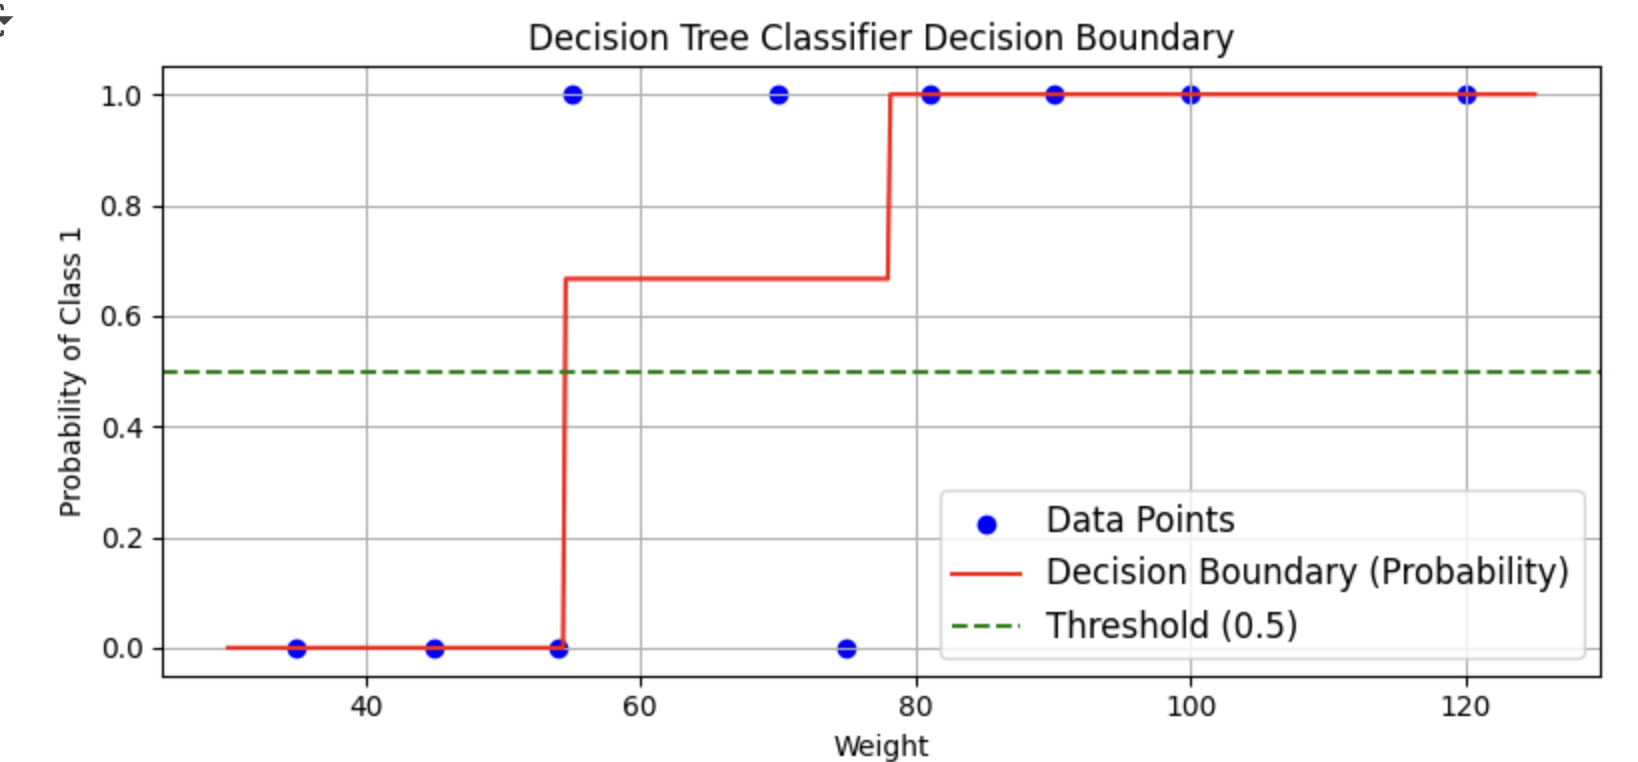 Decision Tree Classifier Decision Boundary
Probability of Class 1
1.0
0.8
0.6
0.4
0.2
0.0
Data Points
Decision Boundary (Probability)
Threshold (0.5)
40 60 80 100 120
Weight